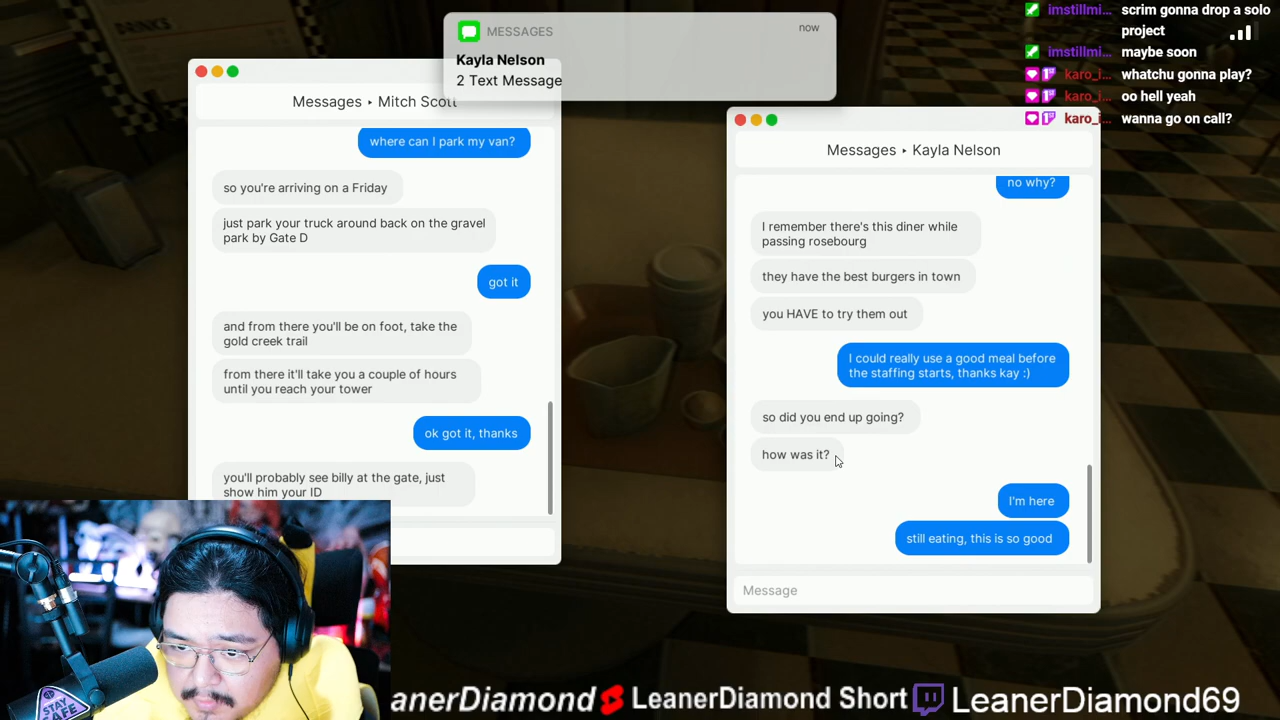 MESSAGES
now
Kayla Nelson
2 Text Message
Messages ▸ Mitch Scott
where can I park my van?
so you're arriving on a Friday
just park your truck around back on the gravel
park by Gate D
got it
and from there you'll be on foot, take the
gold creek trail
from there it'll take you a couple of hours
until you reach your tower
ok got it, thanks
you'll probably see billy at the gate, just
show him your ID
Messages ▸ Kayla Nelson
no why?
I remember there's this diner while
passing rosebourg
they have the best burgers in town
you HAVE to try them out
I could really use a good meal before
the staffing starts, thanks kay :)
so did you end up going?
how was it?
I'm here
still eating, this is so good
Message
imstillmi... scrim gonna drop a solo
project
imstillmi... maybe soon
karo_i... whatchu gonna play?
karo_i... oo hell yeah
karo_i... wanna go on call?
STAY
SAFE
anerDiamond LeanerDiamond Short LeanerDiamond69